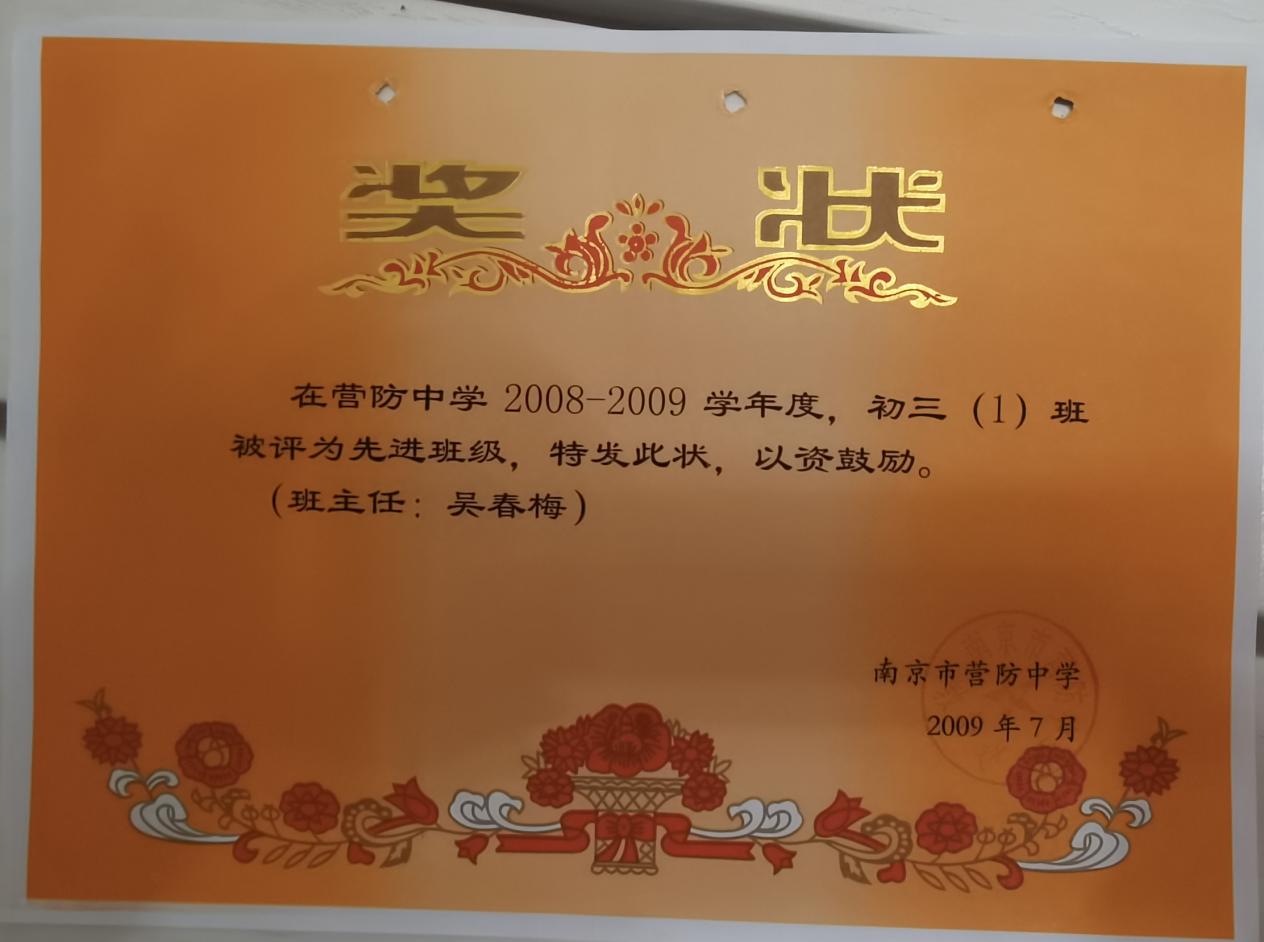 奖 状
在营防中学 2008-2009 学年度，初三（1）班
被评为先进班级，特发此状，以资鼓励。
（班主任：吴春梅）
南京市营防中学
2009 年 7 月